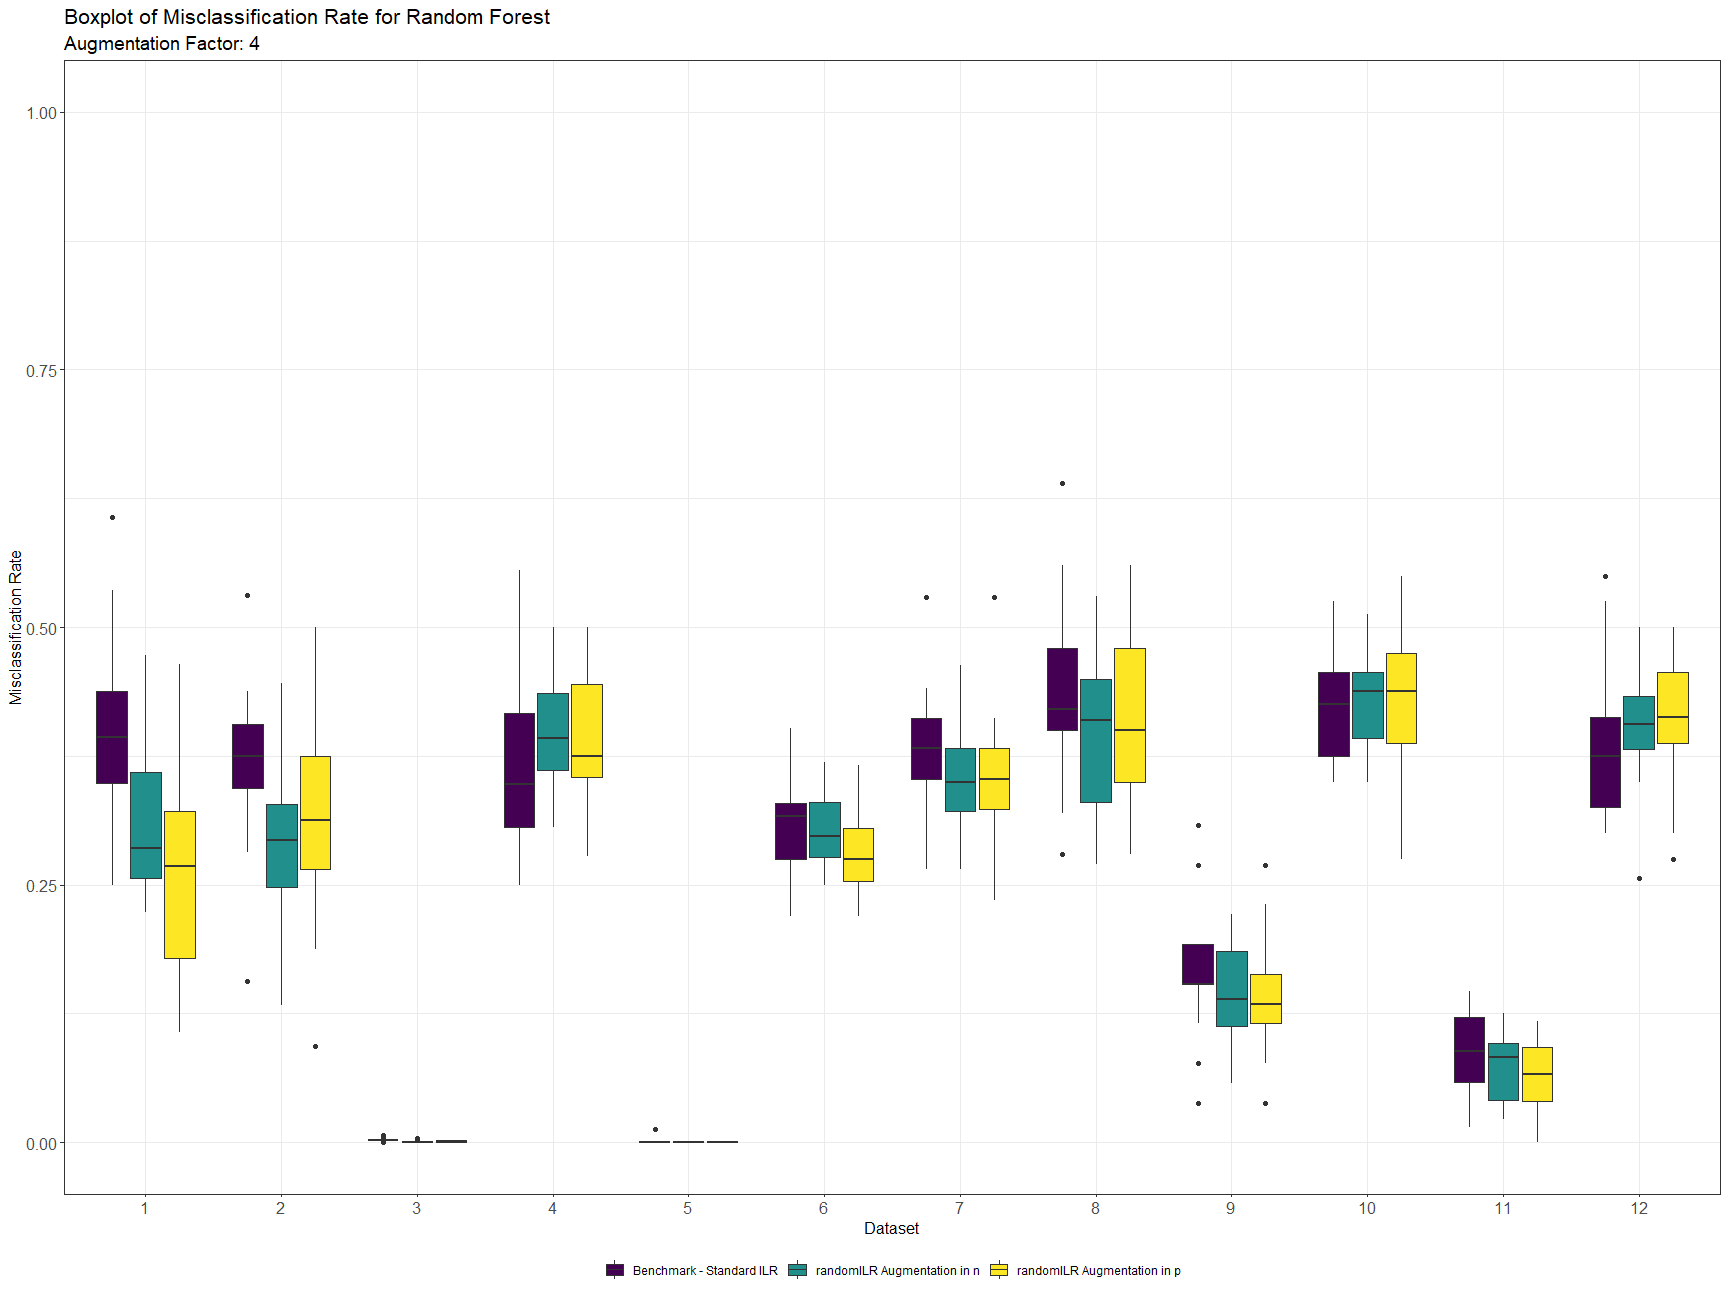 Boxplot of Misclassification Rate for Random Forest
Augmentation Factor: 4
1.00
0.75
0.50
0.25
0.00
Misclassification Rate
1 2 3 4 5 6 7 8 9 10 11 12
Dataset
Benchmark - Standard ILR randomILR Augmentation in n randomILR Augmentation in p